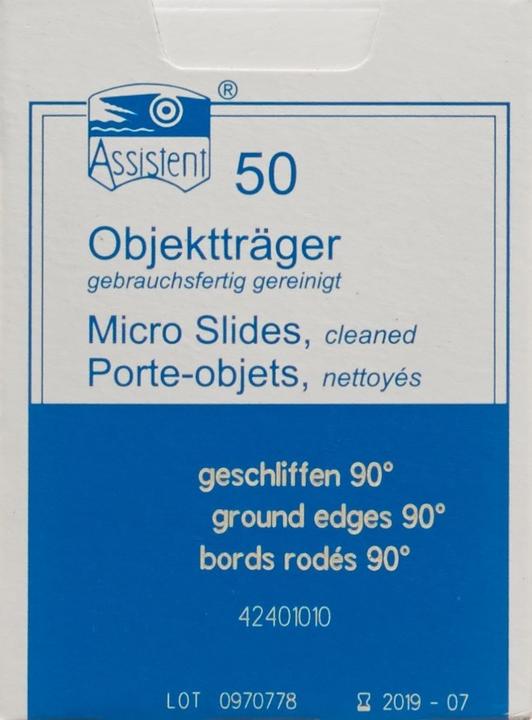 ®
Assistent
50
Objektträger
gebrauchsfertig gereinigt
Micro Slides, cleaned
Porte-objets, nettoyés
geschliffen 90°
ground edges 90°
bords rodés 90°
42401010
LOT 0970778 2019 - 07